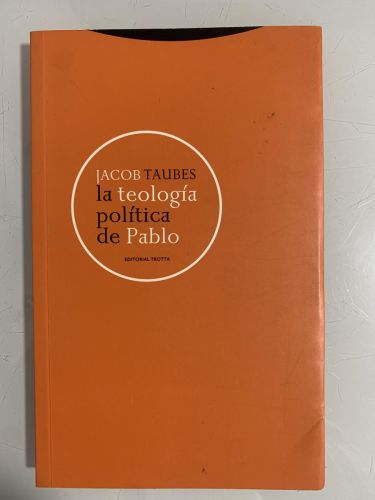 JACOB TAUBES
la teología
política
de Pablo
EDITORIAL TROTTA